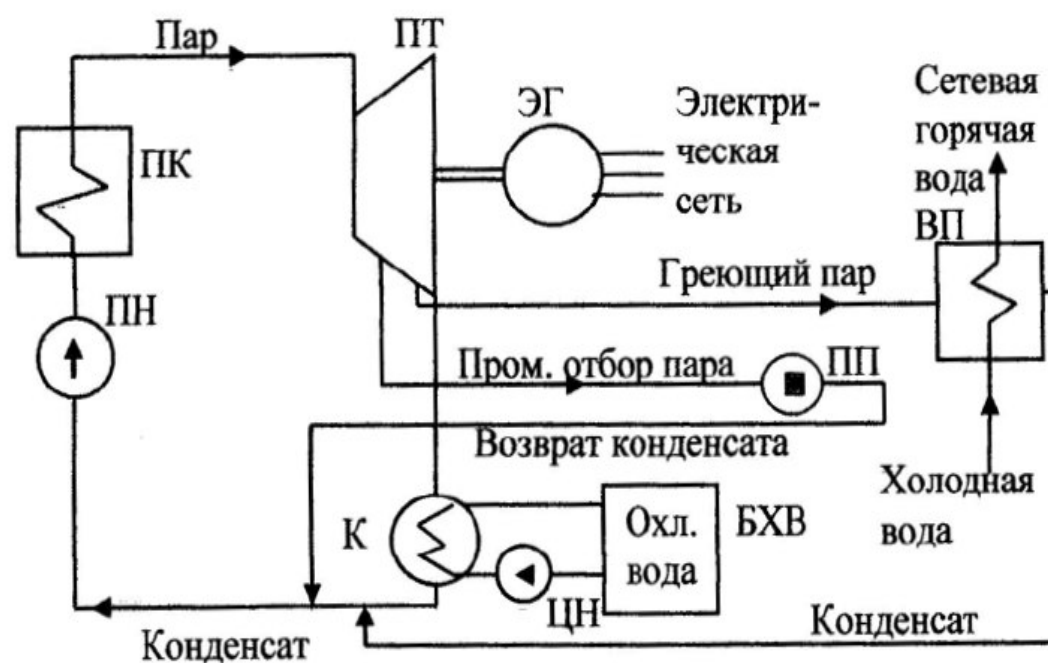 Пар
ПТ
ЭГ
Электри-
ческая
сеть
Сетевая
горячая
вода
ВП
ПК
Греющий пар
ПН
Пром. отбор пара
ПП
Возврат конденсата
Холодная
вода
К
Охл.
вода
БХВ
ЦН
Конденсат
Конденсат